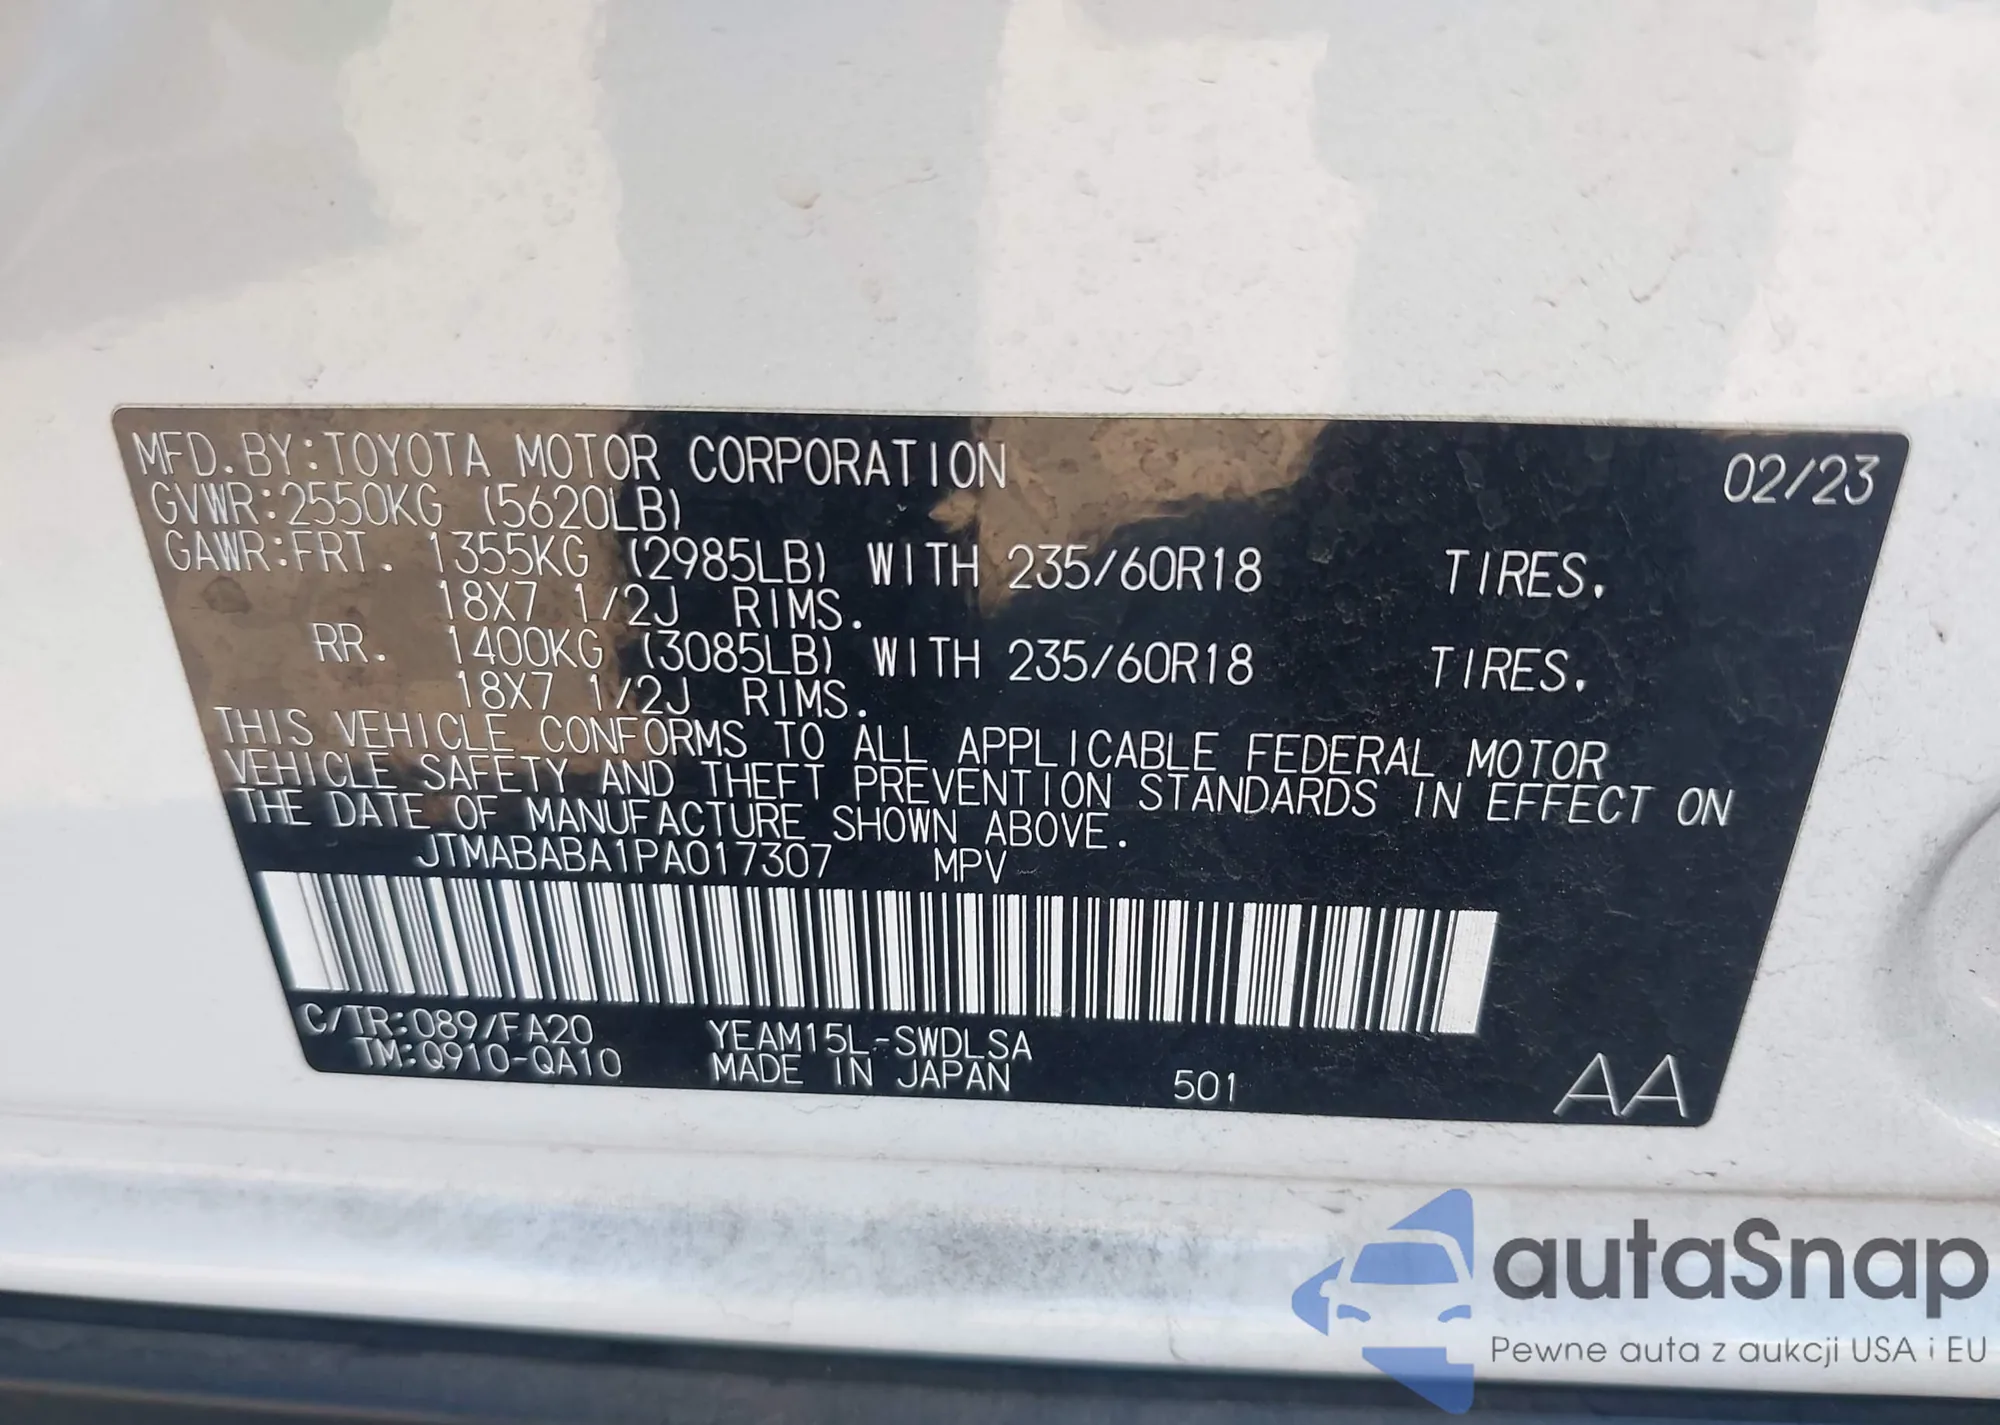 MFD.BY:TOYOTA MOTOR CORPORATION 02/23
GVWR:2550KG (5620LB)
GAWR:FRT. 1355KG (2985LB) WITH 235/60R18 TIRES.
18X7 1/2J RIMS.
RR. 1400KG (3085LB) WITH 235/60R18 TIRES.
18X7 1/2J RIMS.
THIS VEHICLE CONFORMS TO ALL APPLICABLE FEDERAL MOTOR
VEHICLE SAFETY AND THEFT PREVENTION STANDARDS IN EFFECT ON
THE DATE OF MANUFACTURE SHOWN ABOVE.
JTMABABA1PA017307 MPV
C/TR:089/FA20 YEAM15L-SWDLSA
TM:Q910-QA10 MADE IN JAPAN 501 AA
autaSnap
Pewne auta z aukcji USA i EU